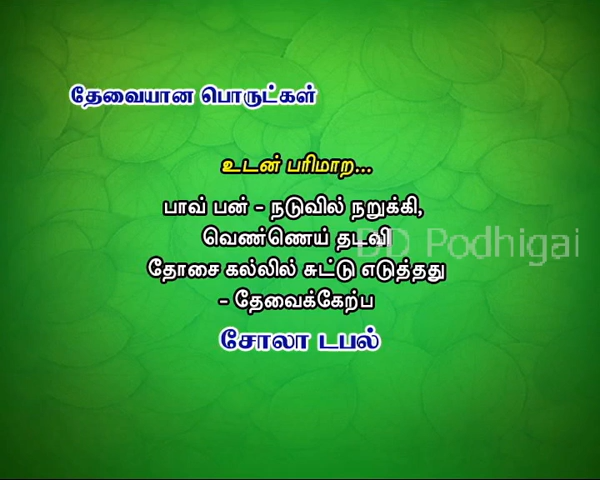 தேவையான பொருட்கள்
உடன் பரிமாற...
பாவ் பன் - நடுவில் நறுக்கி,
வெண்ணெய் தடவி
DD Podhigai
தோசை கல்லில் சுட்டு எடுத்தது
- தேவைக்கேற்ப
சோலா டபல்